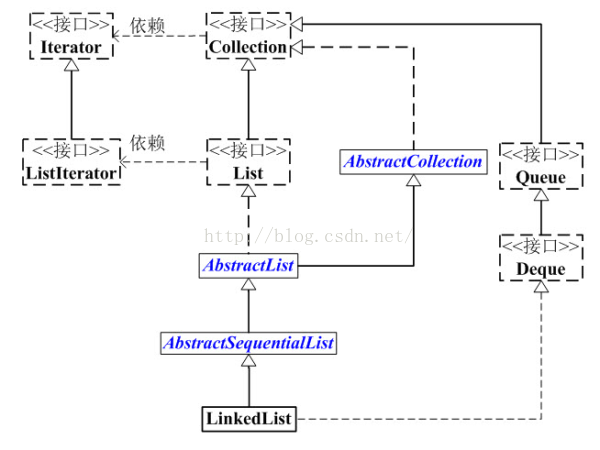 <<接口>>
Iterator
依赖
<<接口>>
Collection
<<接口>>
ListIterator
依赖
<<接口>>
List
AbstractCollection
<<接口>>
Queue
http://blog.csdn.net/
<<接口>>
Deque
AbstractList
AbstractSequentialList
LinkedList